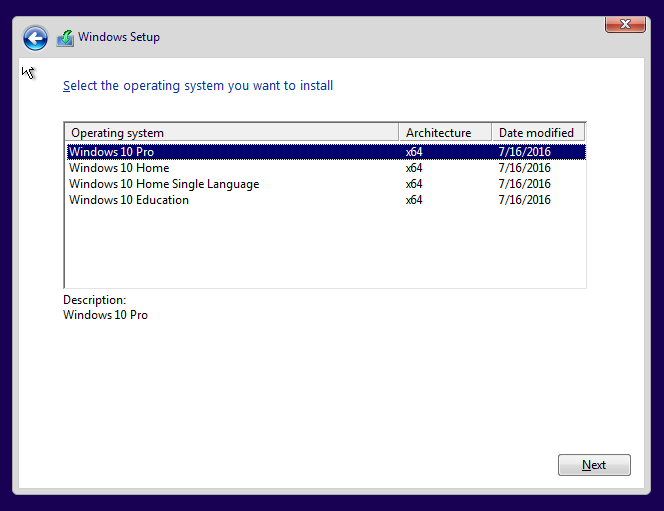 Windows Setup
Select the operating system you want to install
Operating system Architecture Date modified
Windows 10 Pro x64 7/16/2016
Windows 10 Home x64 7/16/2016
Windows 10 Home Single Language x64 7/16/2016
Windows 10 Education x64 7/16/2016
Description:
Windows 10 Pro
Next